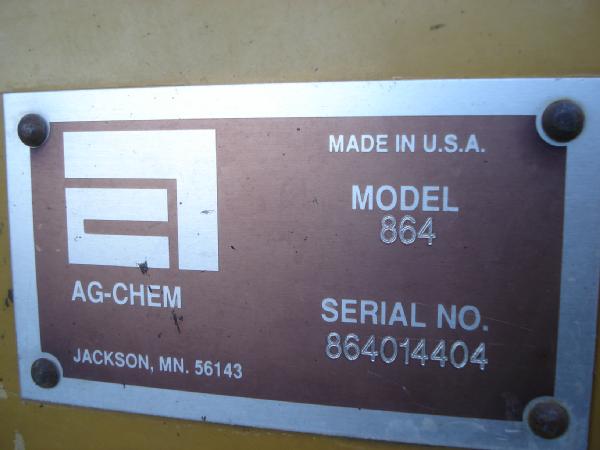 MADE IN U.S.A.
MODEL
864
AG-CHEM
SERIAL NO.
864014404
JACKSON, MN. 56143